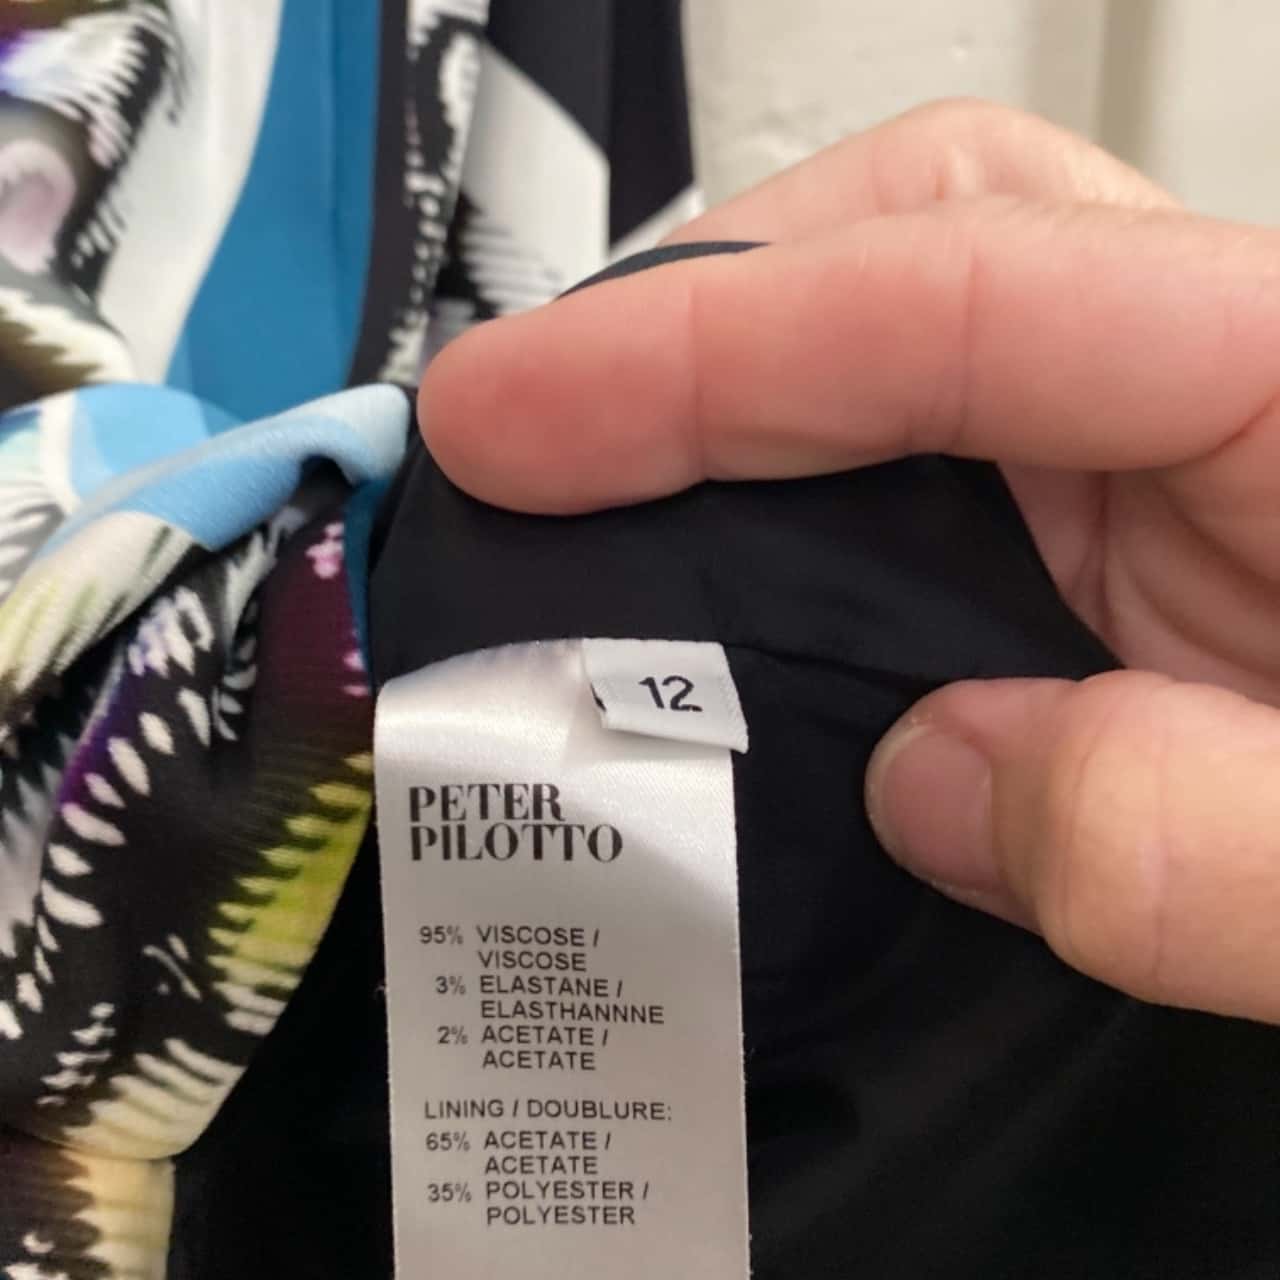 12
PETER
PILOTTO
95% VISCOSE /
VISCOSE
3% ELASTANE /
ELASTHANNNE
2% ACETATE /
ACETATE
LINING / DOUBLURE:
65% ACETATE /
ACETATE
35% POLYESTER /
POLYESTER